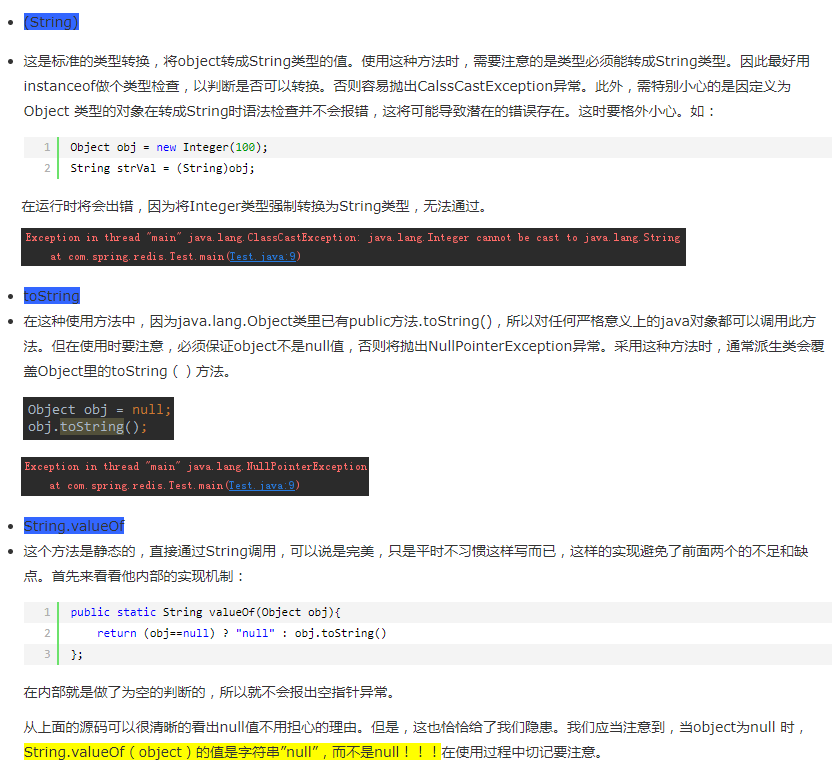 (String)
这是标准的类型转换，将object转成String类型的值。使用这种方法时，需要注意的是类型必须能转成String类型。因此最好用
instanceof做个类型检查，以判断是否可以转换。否则容易抛出CalssCastException异常。此外，需特别小心的是因定义为
Object 类型的对象在转成String时语法检查并不会报错，这将可能导致潜在的错误存在。这时要格外小心。如：
1 Object obj = new Integer(100);
2 String strVal = (String)obj;
在运行时将会出错，因为将Integer类型强制转换为String类型，无法通过。
Exception in thread "main" java.lang.ClassCastException: java.lang.Integer cannot be cast to java.lang.String
at com.spring.redis.Test.main(Test.java:9)
toString
在这种使用方法中，因为java.lang.Object类里已有public方法.toString()，所以对任何严格意义上的java对象都可以调用此方
法。但在使用时要注意，必须保证object不是null值，否则将抛出NullPointerException异常。采用这种方法时，通常派生类会覆
盖Object里的toString（）方法。
Object obj = null;
obj.toString();
Exception in thread "main" java.lang.NullPointerException
at com.spring.redis.Test.main(Test.java:9)
String.valueOf
这个方法是静态的，直接通过String调用，可以说是完美，只是平时不习惯这样写而已，这样的实现避免了前面两个的不足和缺
点。首先来看看他内部的实现机制：
1 public static String valueOf(Object obj){
2 return (obj==null) ? "null" : obj.toString()
3 };
在内部就是做了为空的判断的，所以就不会报出空指针异常。
从上面的源码可以很清晰的看出null值不用担心的理由。但是，这也恰恰给了我们隐患。我们应当注意到，当object为null 时，
String.valueOf（object）的值是字符串”null”，而不是null！！！在使用过程中切记要注意。